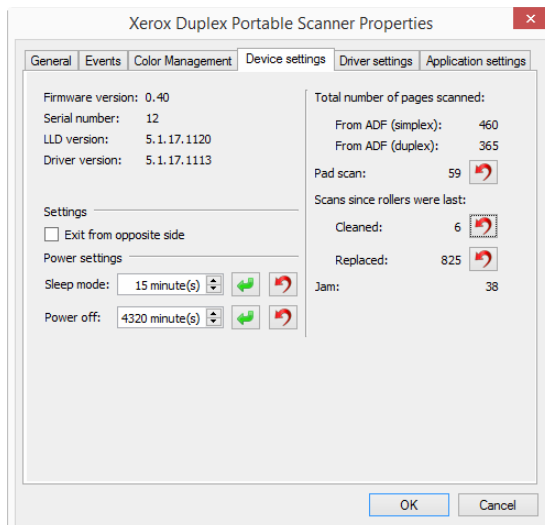 Xerox Duplex Portable Scanner Properties
General Events Color Management Device settings Driver settings Application settings
Firmware version: 0.40
Serial number: 12
LLD version: 5.1.17.1120
Driver version: 5.1.17.1113
Settings
Exit from opposite side
Power settings
Sleep mode: 15 minute(s)
Power off: 4320 minute(s)
Total number of pages scanned:
From ADF (simplex): 460
From ADF (duplex): 365
Pad scan: 59
Scans since rollers were last:
Cleaned: 6
Replaced: 825
Jam: 38
OK Cancel